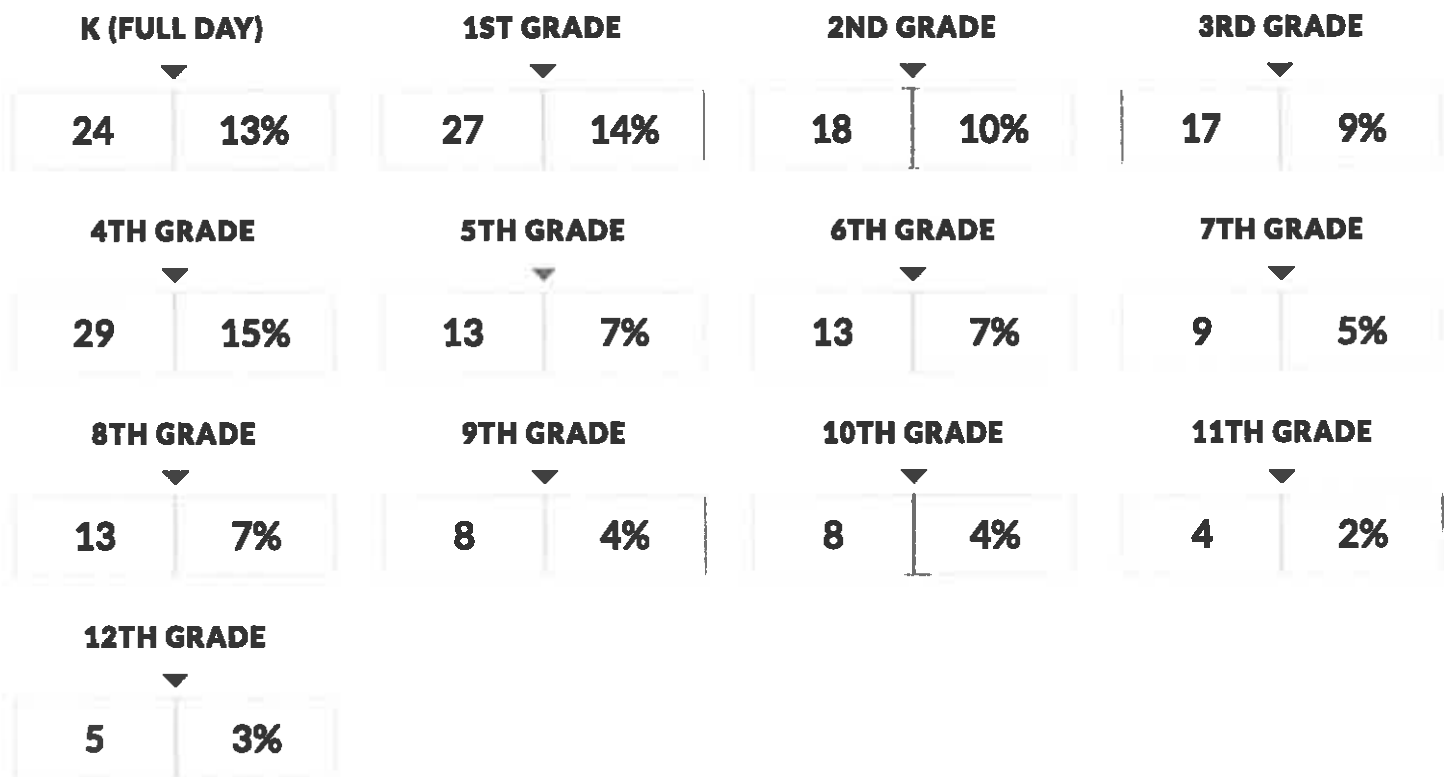 K (FULL DAY) 1ST GRADE 2ND GRADE 3RD GRADE
24 13% 27 14% 18 10% 17 9%
4TH GRADE 5TH GRADE 6TH GRADE 7TH GRADE
29 15% 13 7% 13 7% 9 5%
8TH GRADE 9TH GRADE 10TH GRADE 11TH GRADE
13 7% 8 4% 8 4% 4 2%
12TH GRADE
5 3%